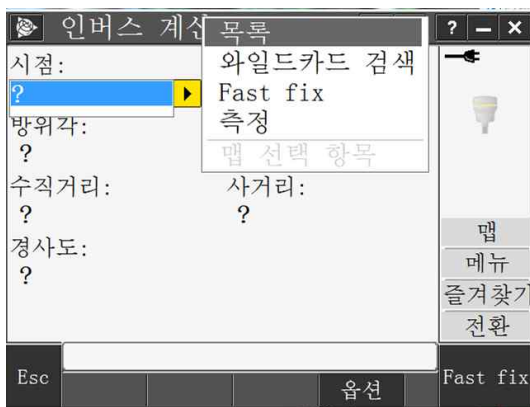 인버스 계산
? - X
목록
와일드카드 검색
Fast fix
측정
맵 선택 항목
시점:
?
방위각:
?
수직거리:
사거리:
?
?
경사도:
?
맵
메뉴
즐겨찾기
전환
Esc
옵션
Fast fix